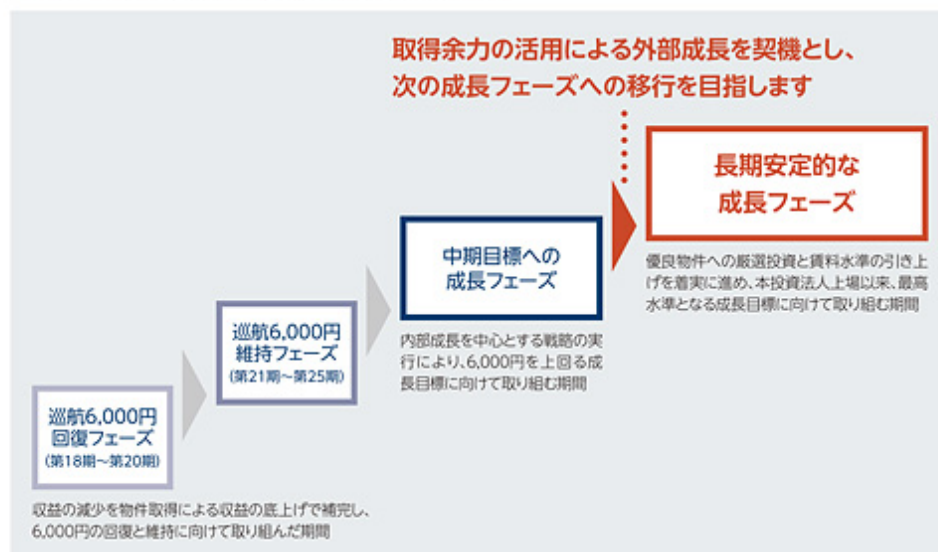 取得余力の活用による外部成長を契機とし、
次の成長フェーズへの移行を目指します
長期安定的な
成長フェーズ
優良物件への厳選投資と賃料水準の引き上
げを着実に進め、本投資法人上場以来、最高
水準となる成長目標に向けて取り組む期間
中期目標への
成長フェーズ
内部成長を中心とする戦略の実
行により、6,000円を上回る成
長目標に向けて取り組む期間
巡航6,000円
維持フェーズ
(第21期～第25期)
巡航6,000円
回復フェーズ
(第18期～第20期)
収益の減少を物件取得による収益の底上げで補完し、
6,000円の回復と維持に向けて取り組んだ期間